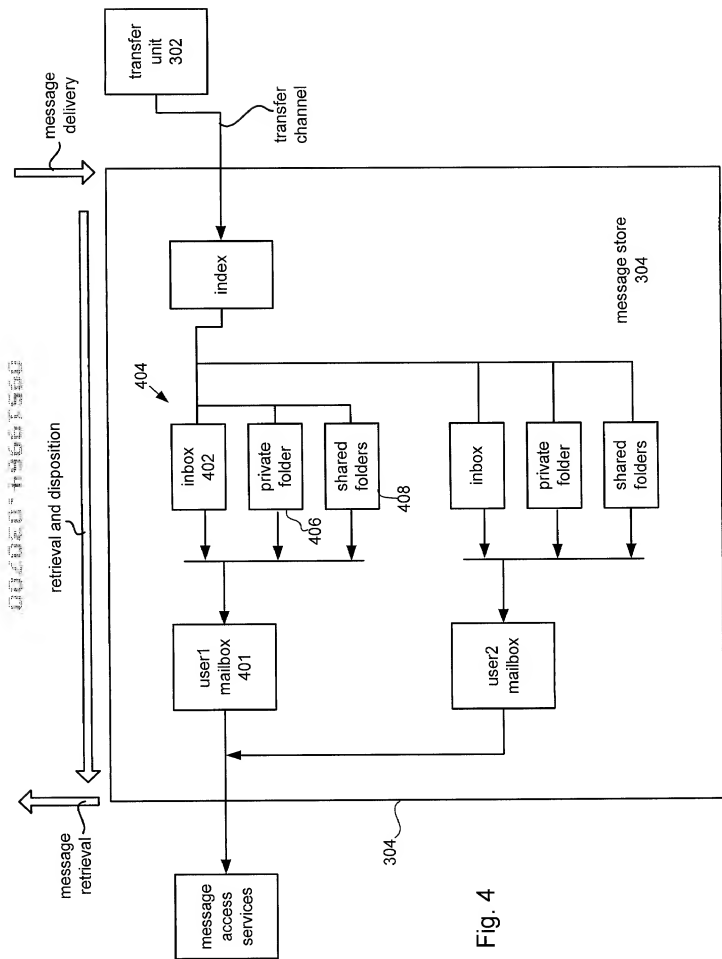 message
delivery
transfer
unit
302
transfer
channel
retrieval and disposition
message
retrieval
index
404
inbox
402
private
folder
406
shared
folders
408
user1
mailbox
401
inbox
private
folder
shared
folders
user2
mailbox
message store
304
304
message
access
services
Fig. 4